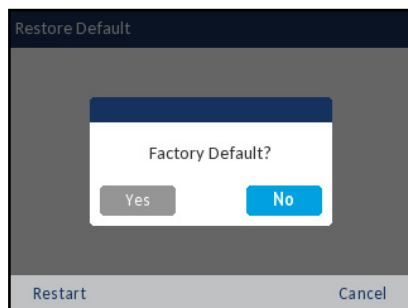 Restore Default
Factory Default?
Yes No
Restart Cancel